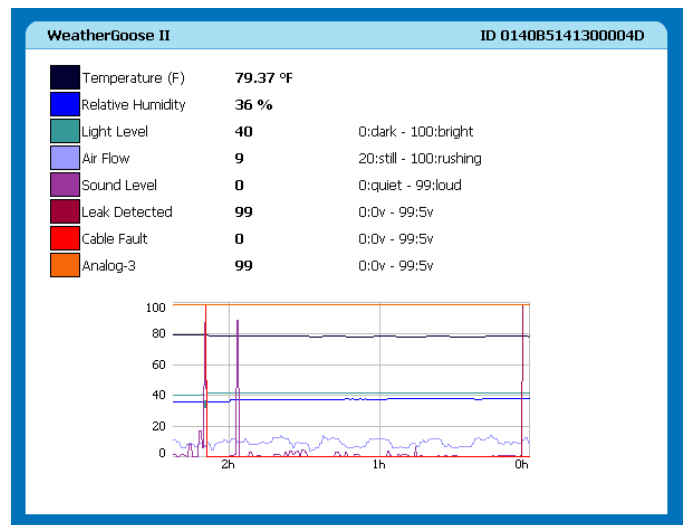 WeatherGoose II ID 0140B5141300004D
Temperature (F) 79.37 °F
Relative Humidity 36 %
Light Level 40 0:dark - 100:bright
Air Flow 9 20:still - 100:rushing
Sound Level 0 0:quiet - 99:loud
Leak Detected 99 0:0v - 99:5v
Cable Fault 0 0:0v - 99:5v
Analog-3 99 0:0v - 99:5v
100
80
60
40
20
0
2h 1h 0h